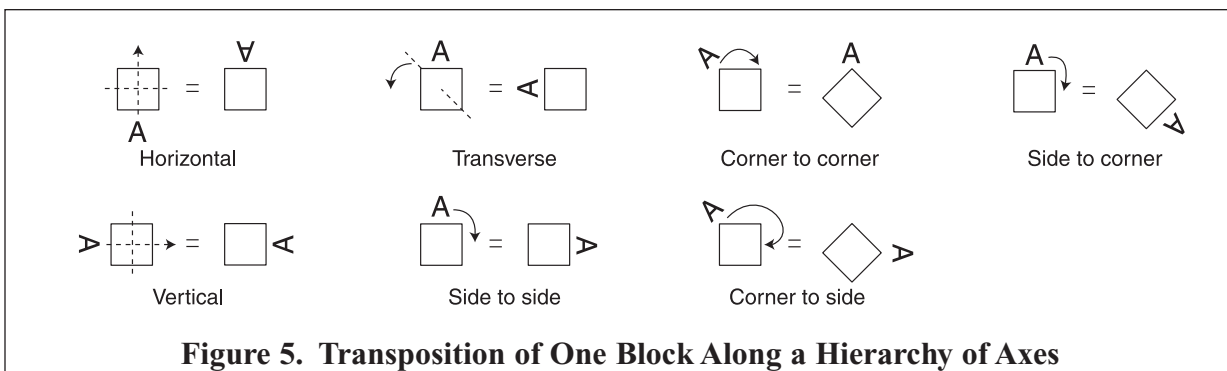 A = A
Horizontal
A = A
Transverse
A = A
Corner to corner
A = A
Side to corner
A = A
Vertical
A = A
Side to side
A = A
Corner to side
Figure 5. Transposition of One Block Along a Hierarchy of Axes